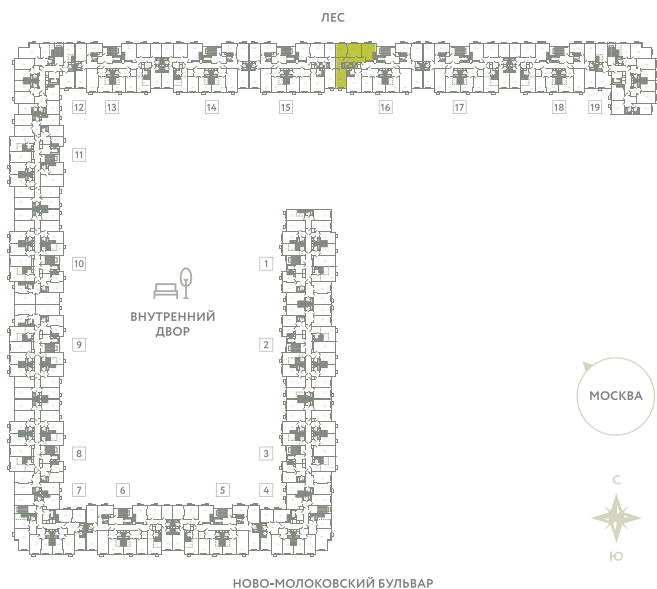 ЛЕС
12 13 14 15 16 17 18 19
11
10 1
ВНУТРЕННИЙ
ДВОР
9 2
МОСКВА
8 3
7 6 5 4
С
Ю
НОВО-МОЛОКОВСКИЙ БУЛЬВАР